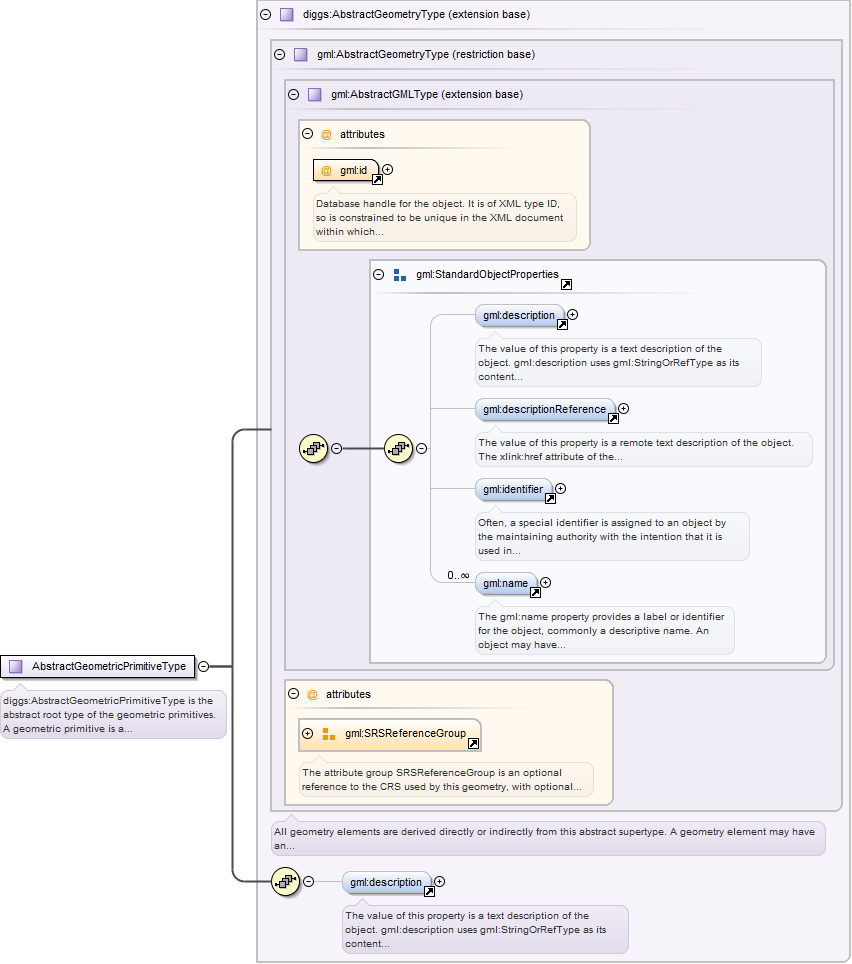 diggs:AbstractGeometryType (extension base)
gml:AbstractGeometryType (restriction base)
gml:AbstractGMLType (extension base)
@ attributes
@ gml:id
Database handle for the object. It is of XML type ID,
so is constrained to be unique in the XML document
within which...
gml:StandardObjectProperties
gml:description
The value of this property is a text description of the
object. gml:description uses gml:StringOrRefType as its
content...
gml:descriptionReference
The value of this property is a remote text description of the object.
The xlink:href attribute of the...
gml:identifier
Often, a special identifier is assigned to an object by
the maintaining authority with the intention that it is
used in...
0..∞
gml:name
The gml:name property provides a label or identifier
for the object, commonly a descriptive name. An
object may have...
AbstractGeometricPrimitiveType
diggs:AbstractGeometricPrimitiveType is the
abstract root type of the geometric primitives.
A geometric primitive is a...
@ attributes
gml:SRSReferenceGroup
The attribute group SRSReferenceGroup is an optional
reference to the CRS used by this geometry, with optional...
All geometry elements are derived directly or indirectly from this abstract supertype. A geometry element may have
an...
gml:description
The value of this property is a text description of the
object. gml:description uses gml:StringOrRefType as its
content...